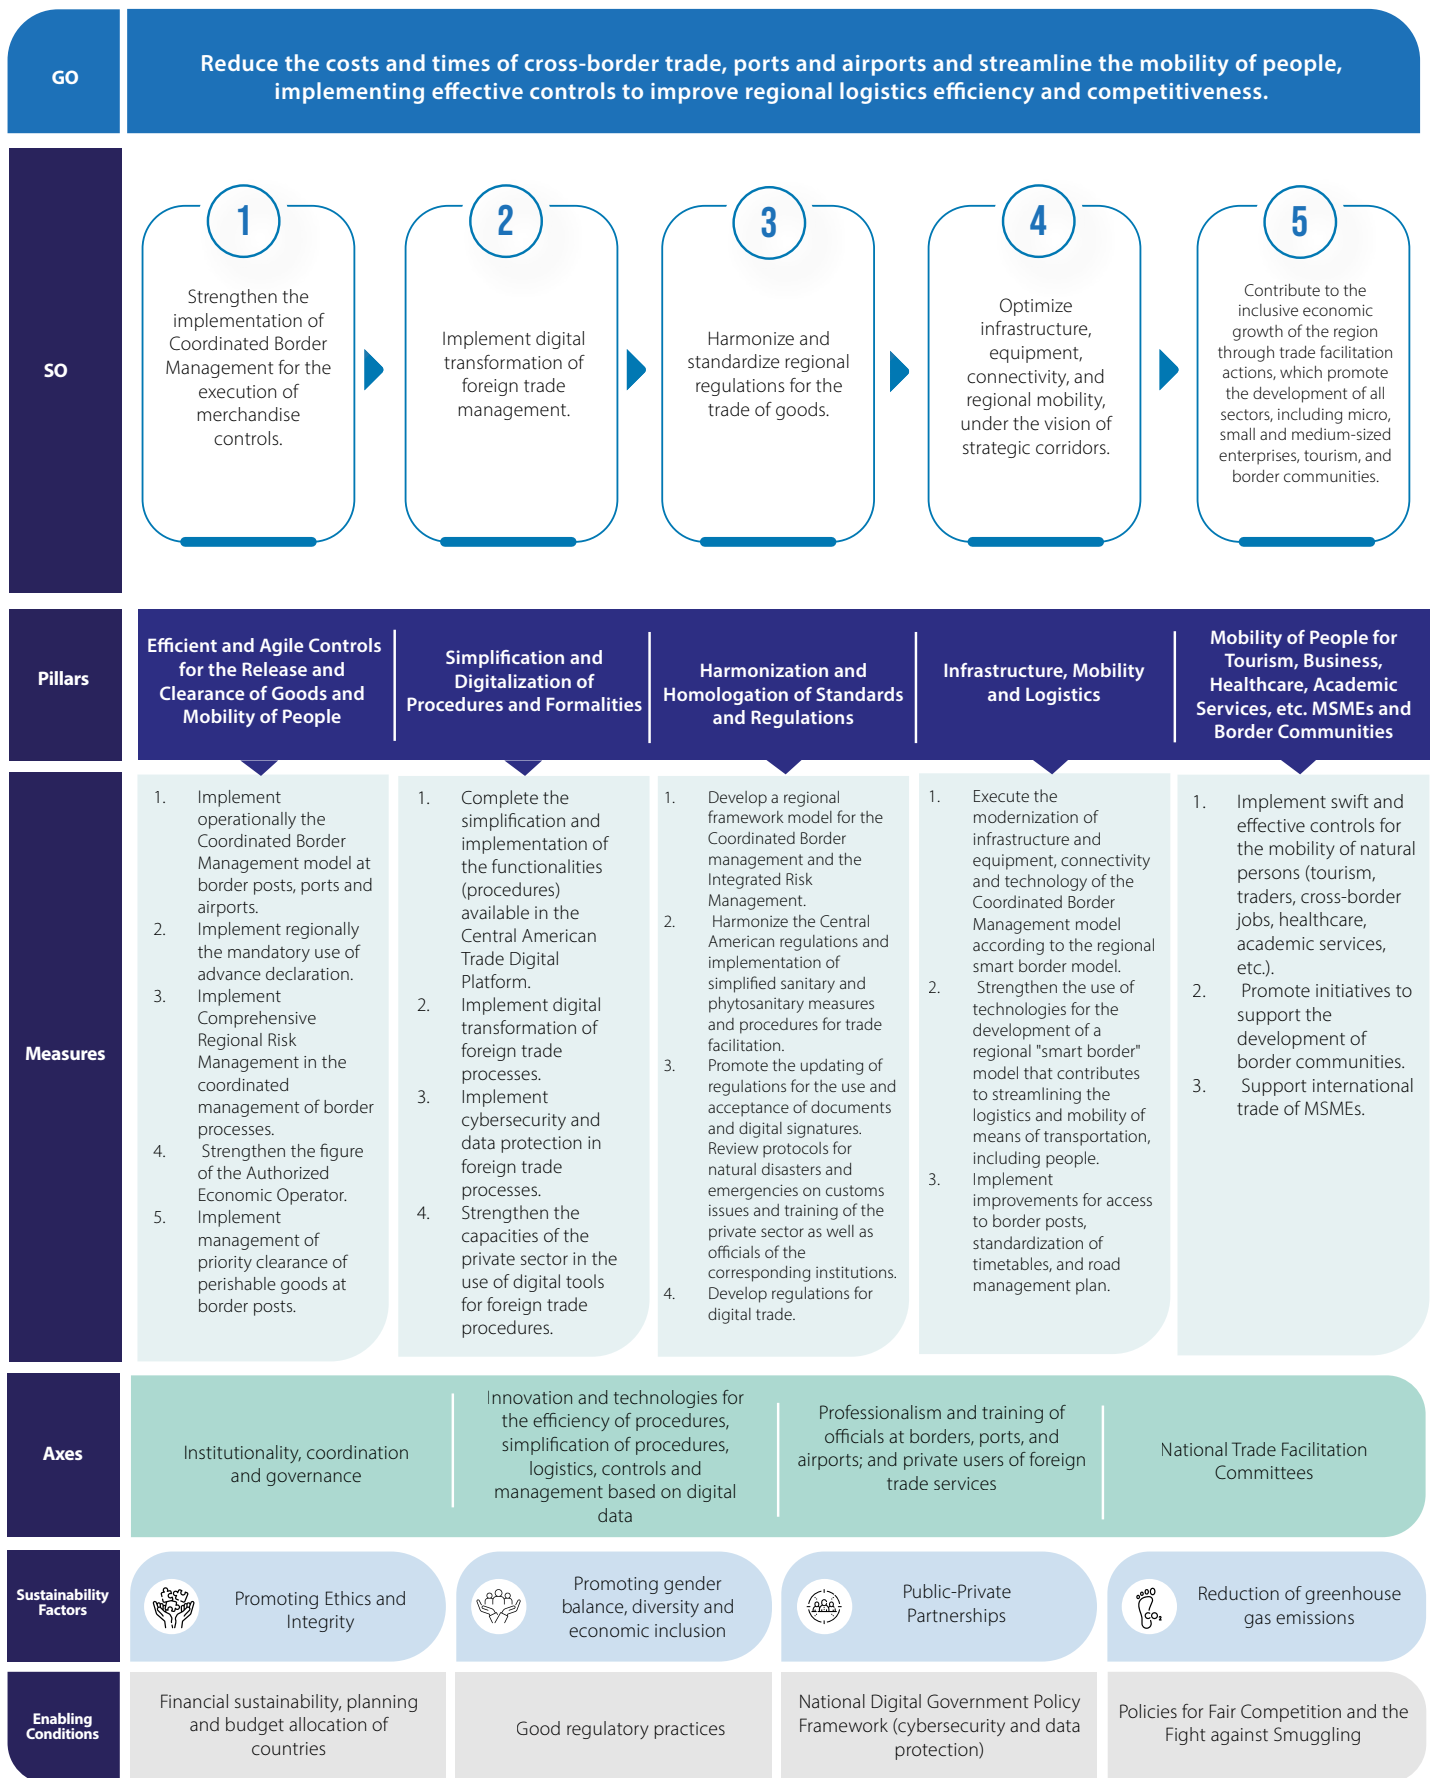 GO
Reduce the costs and times of cross-border trade, ports and airports and streamline the mobility of people,
implementing effective controls to improve regional logistics efficiency and competitiveness.
SO
1
Strengthen the
implementation of
Coordinated Border
Management for the
execution of
merchandise
controls.
2
Implement digital
transformation of
foreign trade
management.
3
Harmonize and
standardize regional
regulations for the
trade of goods.
4
Optimize
infrastructure,
equipment,
connectivity, and
regional mobility,
under the vision of
strategic corridors.
5
Contribute to the
inclusive economic
growth of the region
through trade facilitation
actions, which promote
the development of all
sectors, including micro,
small and medium-sized
enterprises, tourism, and
border communities.
Pillars
Efficient and Agile Controls
for the Release and
Clearance of Goods and
Mobility of People
Simplification and
Digitalization of
Procedures and Formalities
Harmonization and
Homologation of Standards
and Regulations
Infrastructure, Mobility
and Logistics
Mobility of People for
Tourism, Business,
Healthcare, Academic
Services, etc. MSMEs and
Border Communities
Measures
1. Implement
operationally the
Coordinated Border
Management model at
border posts, ports and
airports.
2. Implement regionally
the mandatory use of
advance declaration.
3. Implement
Comprehensive
Regional Risk
Management in the
coordinated
management of border
processes.
4. Strengthen the figure
of the Authorized
Economic Operator.
5. Implement
management of
priority clearance of
perishable goods at
border posts.
1. Complete the
simplification and
implementation of
the functionalities
(procedures)
available in the
Central American
Trade Digital
Platform.
2. Implement digital
transformation of
foreign trade
processes.
3. Implement
cybersecurity and
data protection in
foreign trade
processes.
4. Strengthen the
capacities of the
private sector in the
use of digital tools
for foreign trade
procedures.
1. Develop a regional
framework model for the
Coordinated Border
management and the
Integrated Risk
Management.
2. Harmonize the Central
American regulations and
implementation of
simplified sanitary and
phytosanitary measures
and procedures for trade
facilitation.
3. Promote the updating of
regulations for the use and
acceptance of documents
and digital signatures.
Review protocols for
natural disasters and
emergencies on customs
issues and training of the
private sector as well as
officials of the
corresponding institutions.
4. Develop regulations for
digital trade.
1. Execute the
modernization of
infrastructure and
equipment, connectivity
and technology of the
Coordinated Border
Management model
according to the regional
smart border model.
2. Strengthen the use of
technologies for the
development of a
regional "smart border"
model that contributes
to streamlining the
logistics and mobility of
means of transportation,
including people.
3. Implement
improvements for access
to border posts,
standardization of
timetables, and road
management plan.
1. Implement swift and
effective controls for
the mobility of natural
persons (tourism,
traders, cross-border
jobs, healthcare,
academic services,
etc.).
2. Promote initiatives to
support the
development of
border communities.
3. Support international
trade of MSMEs.
Axes
Institutionality, coordination
and governance
Innovation and technologies for
the efficiency of procedures,
simplification of procedures,
logistics, controls and
management based on digital
data
Professionalism and training of
officials at borders, ports, and
airports; and private users of foreign
trade services
National Trade Facilitation
Committees
Sustainability
Factors
Promoting Ethics and
Integrity
Promoting gender
balance, diversity and
economic inclusion
Public-Private
Partnerships
CO₂
Reduction of greenhouse
gas emissions
Enabling
Conditions
Financial sustainability, planning
and budget allocation of
countries
Good regulatory practices
National Digital Government Policy
Framework (cybersecurity and data
protection)
Policies for Fair Competition and the
Fight against Smuggling